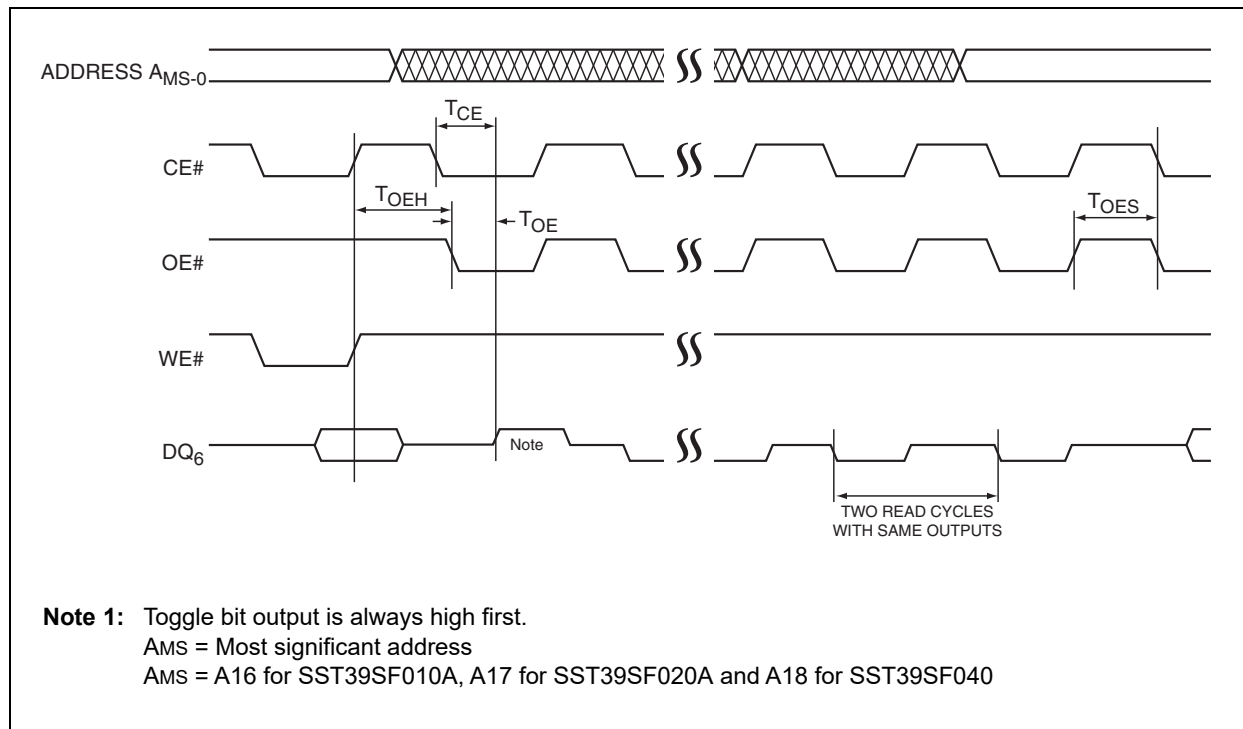 ADDRESS AMS-0
TCE
CE#
TOEH
TOE
TOES
OE#
WE#
DQ6
Note
TWO READ CYCLES
WITH SAME OUTPUTS
Note 1: Toggle bit output is always high first.
AMS = Most significant address
AMS = A16 for SST39SF010A, A17 for SST39SF020A and A18 for SST39SF040